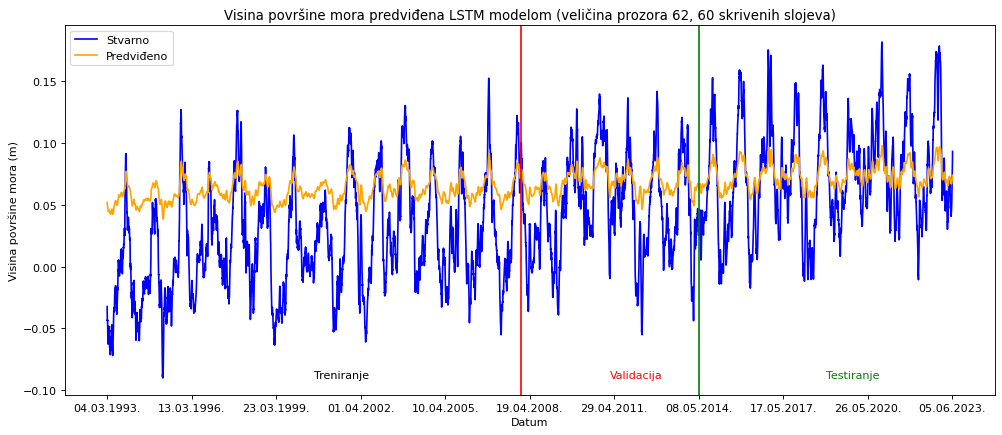 Visina površine mora predviđena LSTM modelom (veličina prozora 62, 60 skrivenih slojeva)
Stvarno
Predviđeno
Visina površine mora (m)
0.15
0.10
0.05
0.00
−0.05
−0.10
Treniranje
Validacija
Testiranje
04.03.1993.
13.03.1996.
23.03.1999.
01.04.2002.
10.04.2005.
19.04.2008.
29.04.2011.
08.05.2014.
17.05.2017.
26.05.2020.
05.06.2023.
Datum